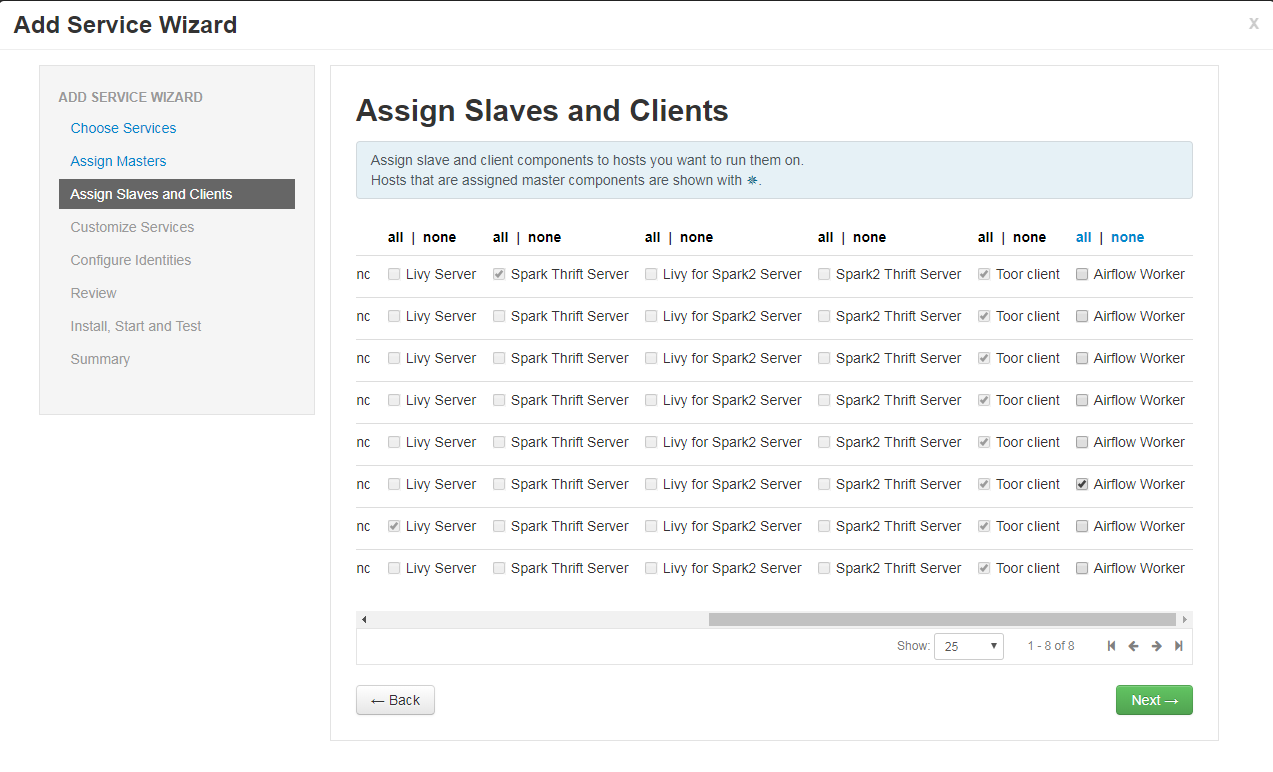 Add Service Wizard
x
ADD SERVICE WIZARD
Choose Services
Assign Masters
Assign Slaves and Clients
Customize Services
Configure Identities
Review
Install, Start and Test
Summary
Assign Slaves and Clients
Assign slave and client components to hosts you want to run them on.
Hosts that are assigned master components are shown with ✵.
all | none all | none all | none all | none all | none all | none
nc Livy Server Spark Thrift Server Livy for Spark2 Server Spark2 Thrift Server Toor client Airflow Worker
nc Livy Server Spark Thrift Server Livy for Spark2 Server Spark2 Thrift Server Toor client Airflow Worker
nc Livy Server Spark Thrift Server Livy for Spark2 Server Spark2 Thrift Server Toor client Airflow Worker
nc Livy Server Spark Thrift Server Livy for Spark2 Server Spark2 Thrift Server Toor client Airflow Worker
nc Livy Server Spark Thrift Server Livy for Spark2 Server Spark2 Thrift Server Toor client Airflow Worker
nc Livy Server Spark Thrift Server Livy for Spark2 Server Spark2 Thrift Server Toor client Airflow Worker
nc Livy Server Spark Thrift Server Livy for Spark2 Server Spark2 Thrift Server Toor client Airflow Worker
nc Livy Server Spark Thrift Server Livy for Spark2 Server Spark2 Thrift Server Toor client Airflow Worker
Show: 25 1 - 8 of 8
← Back
Next →